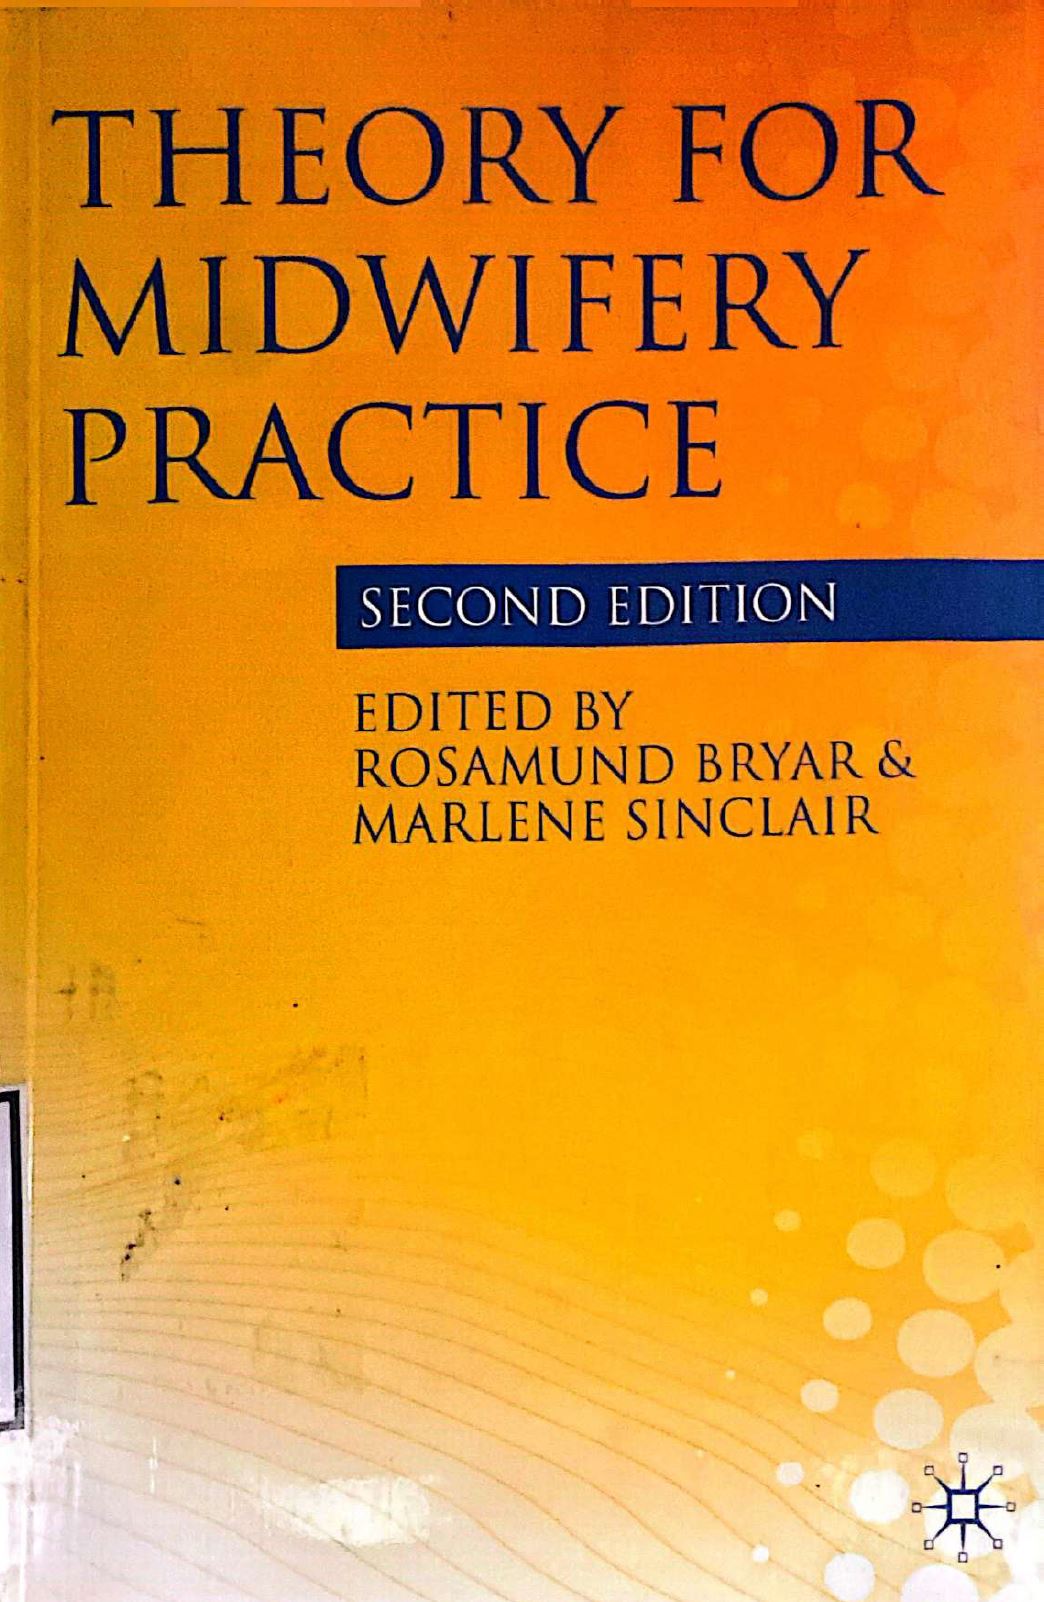 THEORY FOR
MIDWIFERY
PRACTICE
SECOND EDITION
EDITED BY
ROSAMUND BRYAR &
MARLENE SINCLAIR